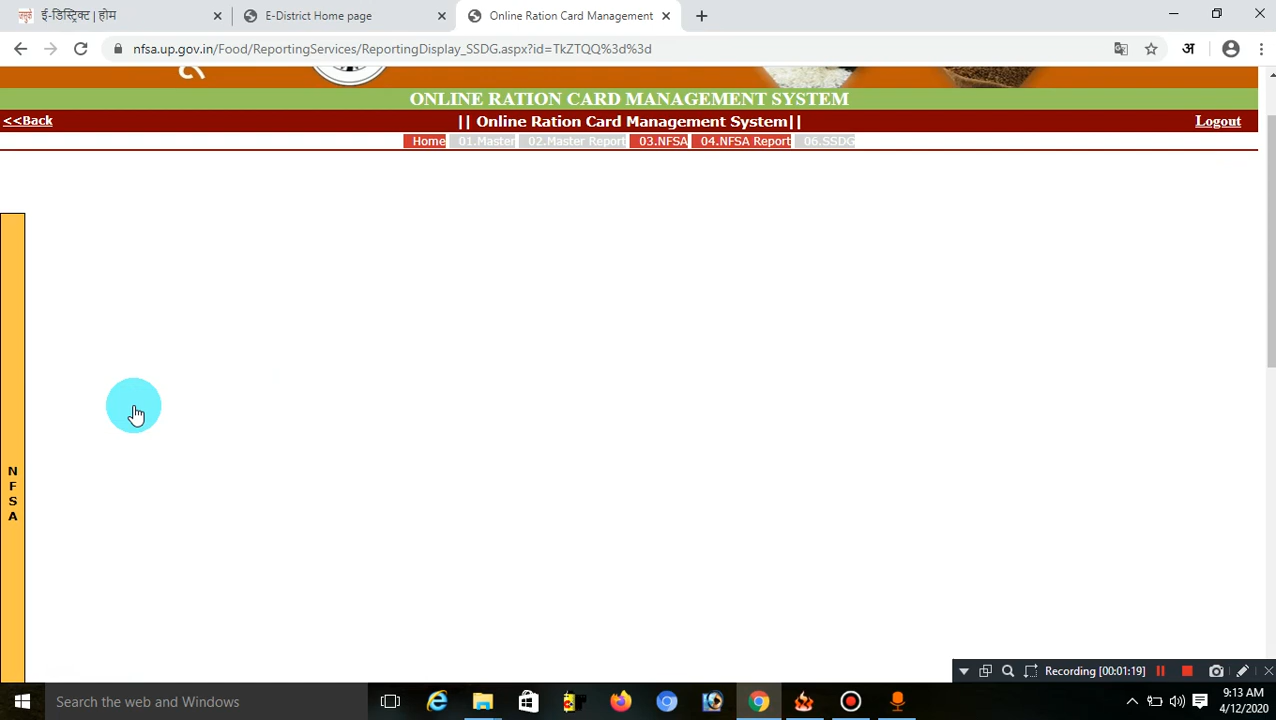 ई-डिस्ट्रिक्ट | होम
E-District Home page
Online Ration Card Management
nfsa.up.gov.in/Food/ReportingServices/ReportingDisplay_SSDG.aspx?id=TkZTQQ%3d%3d
अ
ONLINE RATION CARD MANAGEMENT SYSTEM
<<Back
|| Online Ration Card Management System||
Logout
Home 01.Master 02.Master Report 03.NFSA 04.NFSA Report 06.SSDG
N
F
S
A
Recording [00:01:19]
Search the web and Windows
9:13 AM
4/12/2020